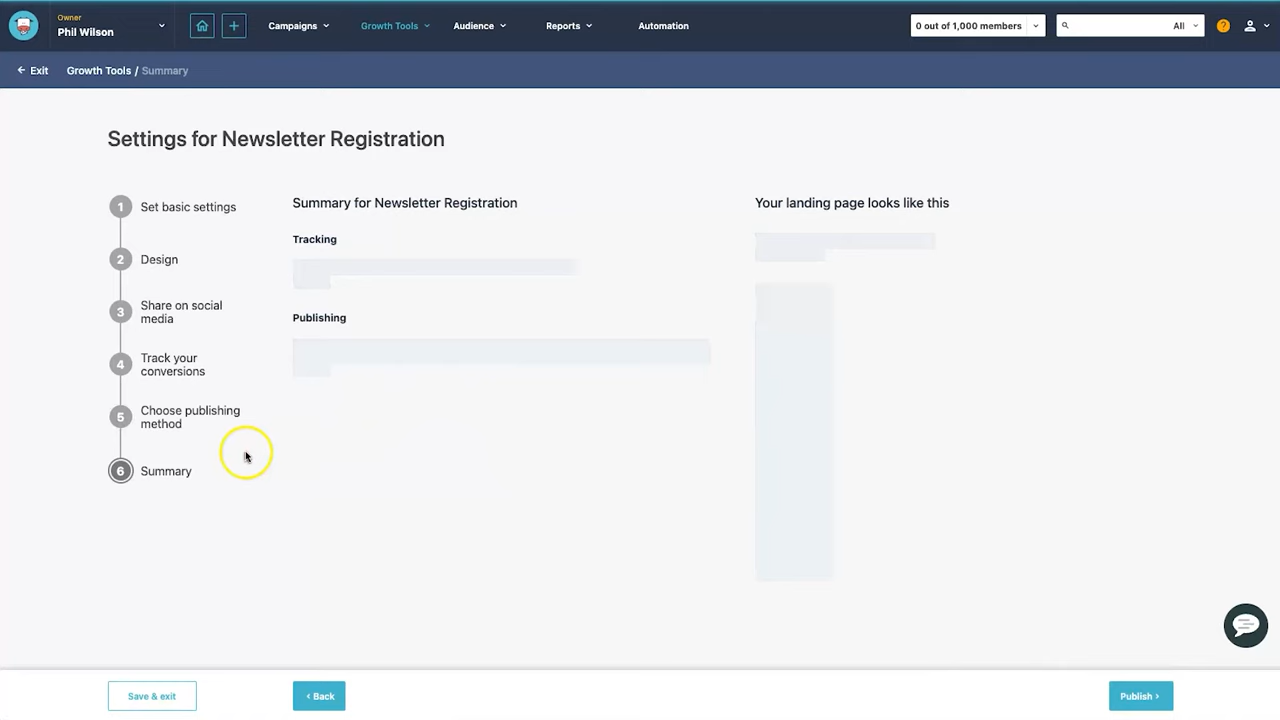 Owner
Phil Wilson
Campaigns
Growth Tools
Audience
Reports
Automation
0 out of 1,000 members
All
?
← Exit
Growth Tools / Summary
Settings for Newsletter Registration
1 Set basic settings
2 Design
3 Share on social
media
4 Track your
conversions
5 Choose publishing
method
6 Summary
Summary for Newsletter Registration
Tracking
Publishing
Your landing page looks like this
Save & exit
‹ Back
Publish ›